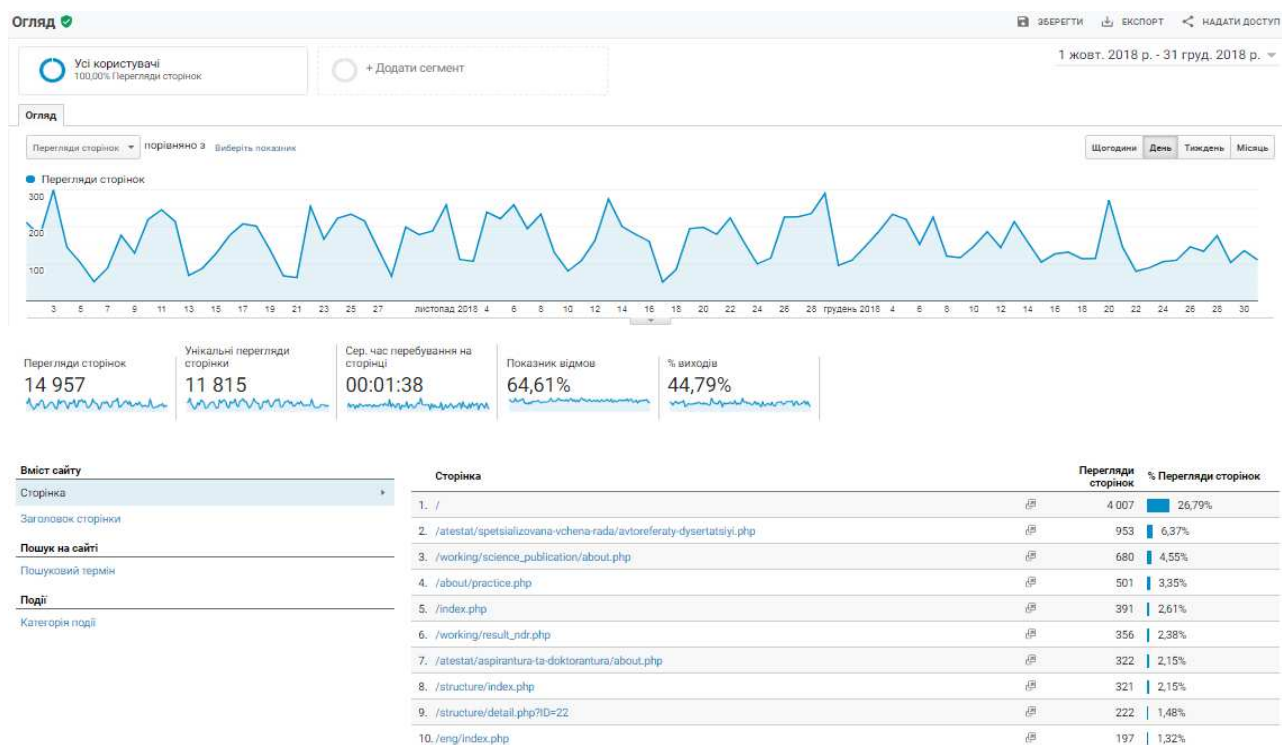 Огляд
ЗБЕРЕГТИ ЕКСПОРТ НАДАТИ ДОСТУП
Усі користувачі
100,00% Перегляди сторінок
+ Додати сегмент
1 жовт. 2018 р. - 31 груд. 2018 р.
Огляд
Перегляди сторінок порівняно з Виберіть показник
Щогодини День Тиждень Місяць
Перегляди сторінок
300
200
100
3 5 7 9 11 13 15 17 19 21 23 25 27 листопад 2018 4 6 8 10 12 14 16 18 20 22 24 26 28 грудень 2018 4 6 8 10 12 14 16 18 20 22 24 26 28 30
Перегляди сторінок
14 957
Унікальні перегляди
сторінки
11 815
Сер. час перебування на
сторінці
00:01:38
Показник відмов
64,61%
% виходів
44,79%
Вміст сайту
Сторінка
Заголовок сторінки
Пошук на сайті
Пошуковий термін
Події
Категорія події
Сторінка Перегляди сторінок % Перегляди сторінок
1. / 4 007 26,79%
2. /atestat/spetsializovana-vchena-rada/avtoreferaty-dysertatsiyi.php 953 6,37%
3. /working/science_publication/about.php 680 4,55%
4. /about/practice.php 501 3,35%
5. /index.php 391 2,61%
6. /working/result_ndr.php 356 2,38%
7. /atestat/aspirantura-ta-doktorantura/about.php 322 2,15%
8. /structure/index.php 321 2,15%
9. /structure/detail.php?ID=22 222 1,48%
10. /eng/index.php 197 1,32%